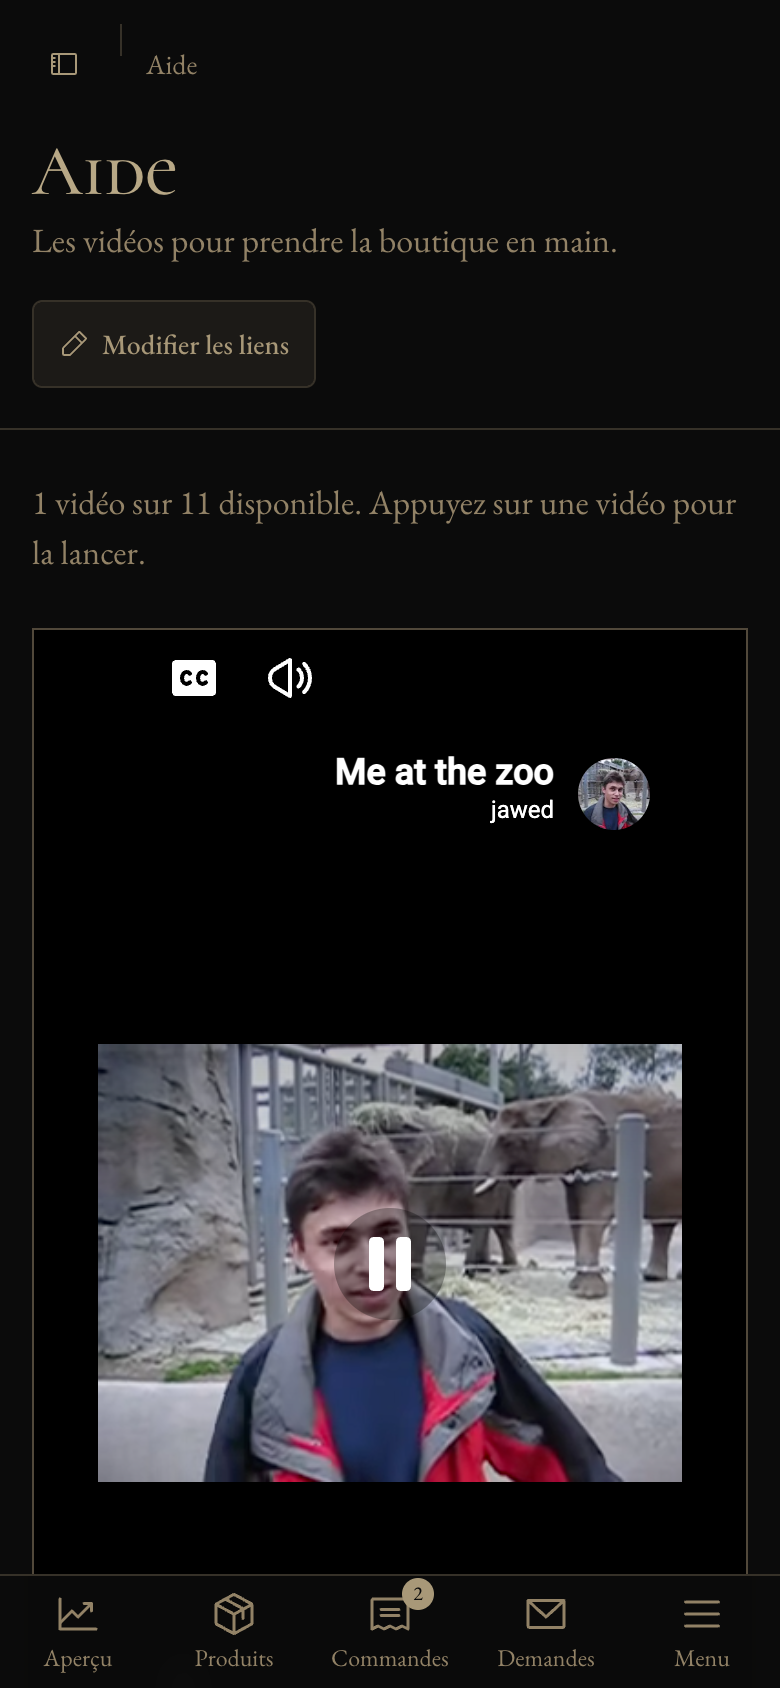 Aide
Aide
Les vidéos pour prendre la boutique en main.
Modifier les liens
1 vidéo sur 11 disponible. Appuyez sur une vidéo pour
la lancer.
CC
Me at the zoo
jawed
2
Aperçu
Produits
Commandes
Demandes
Menu